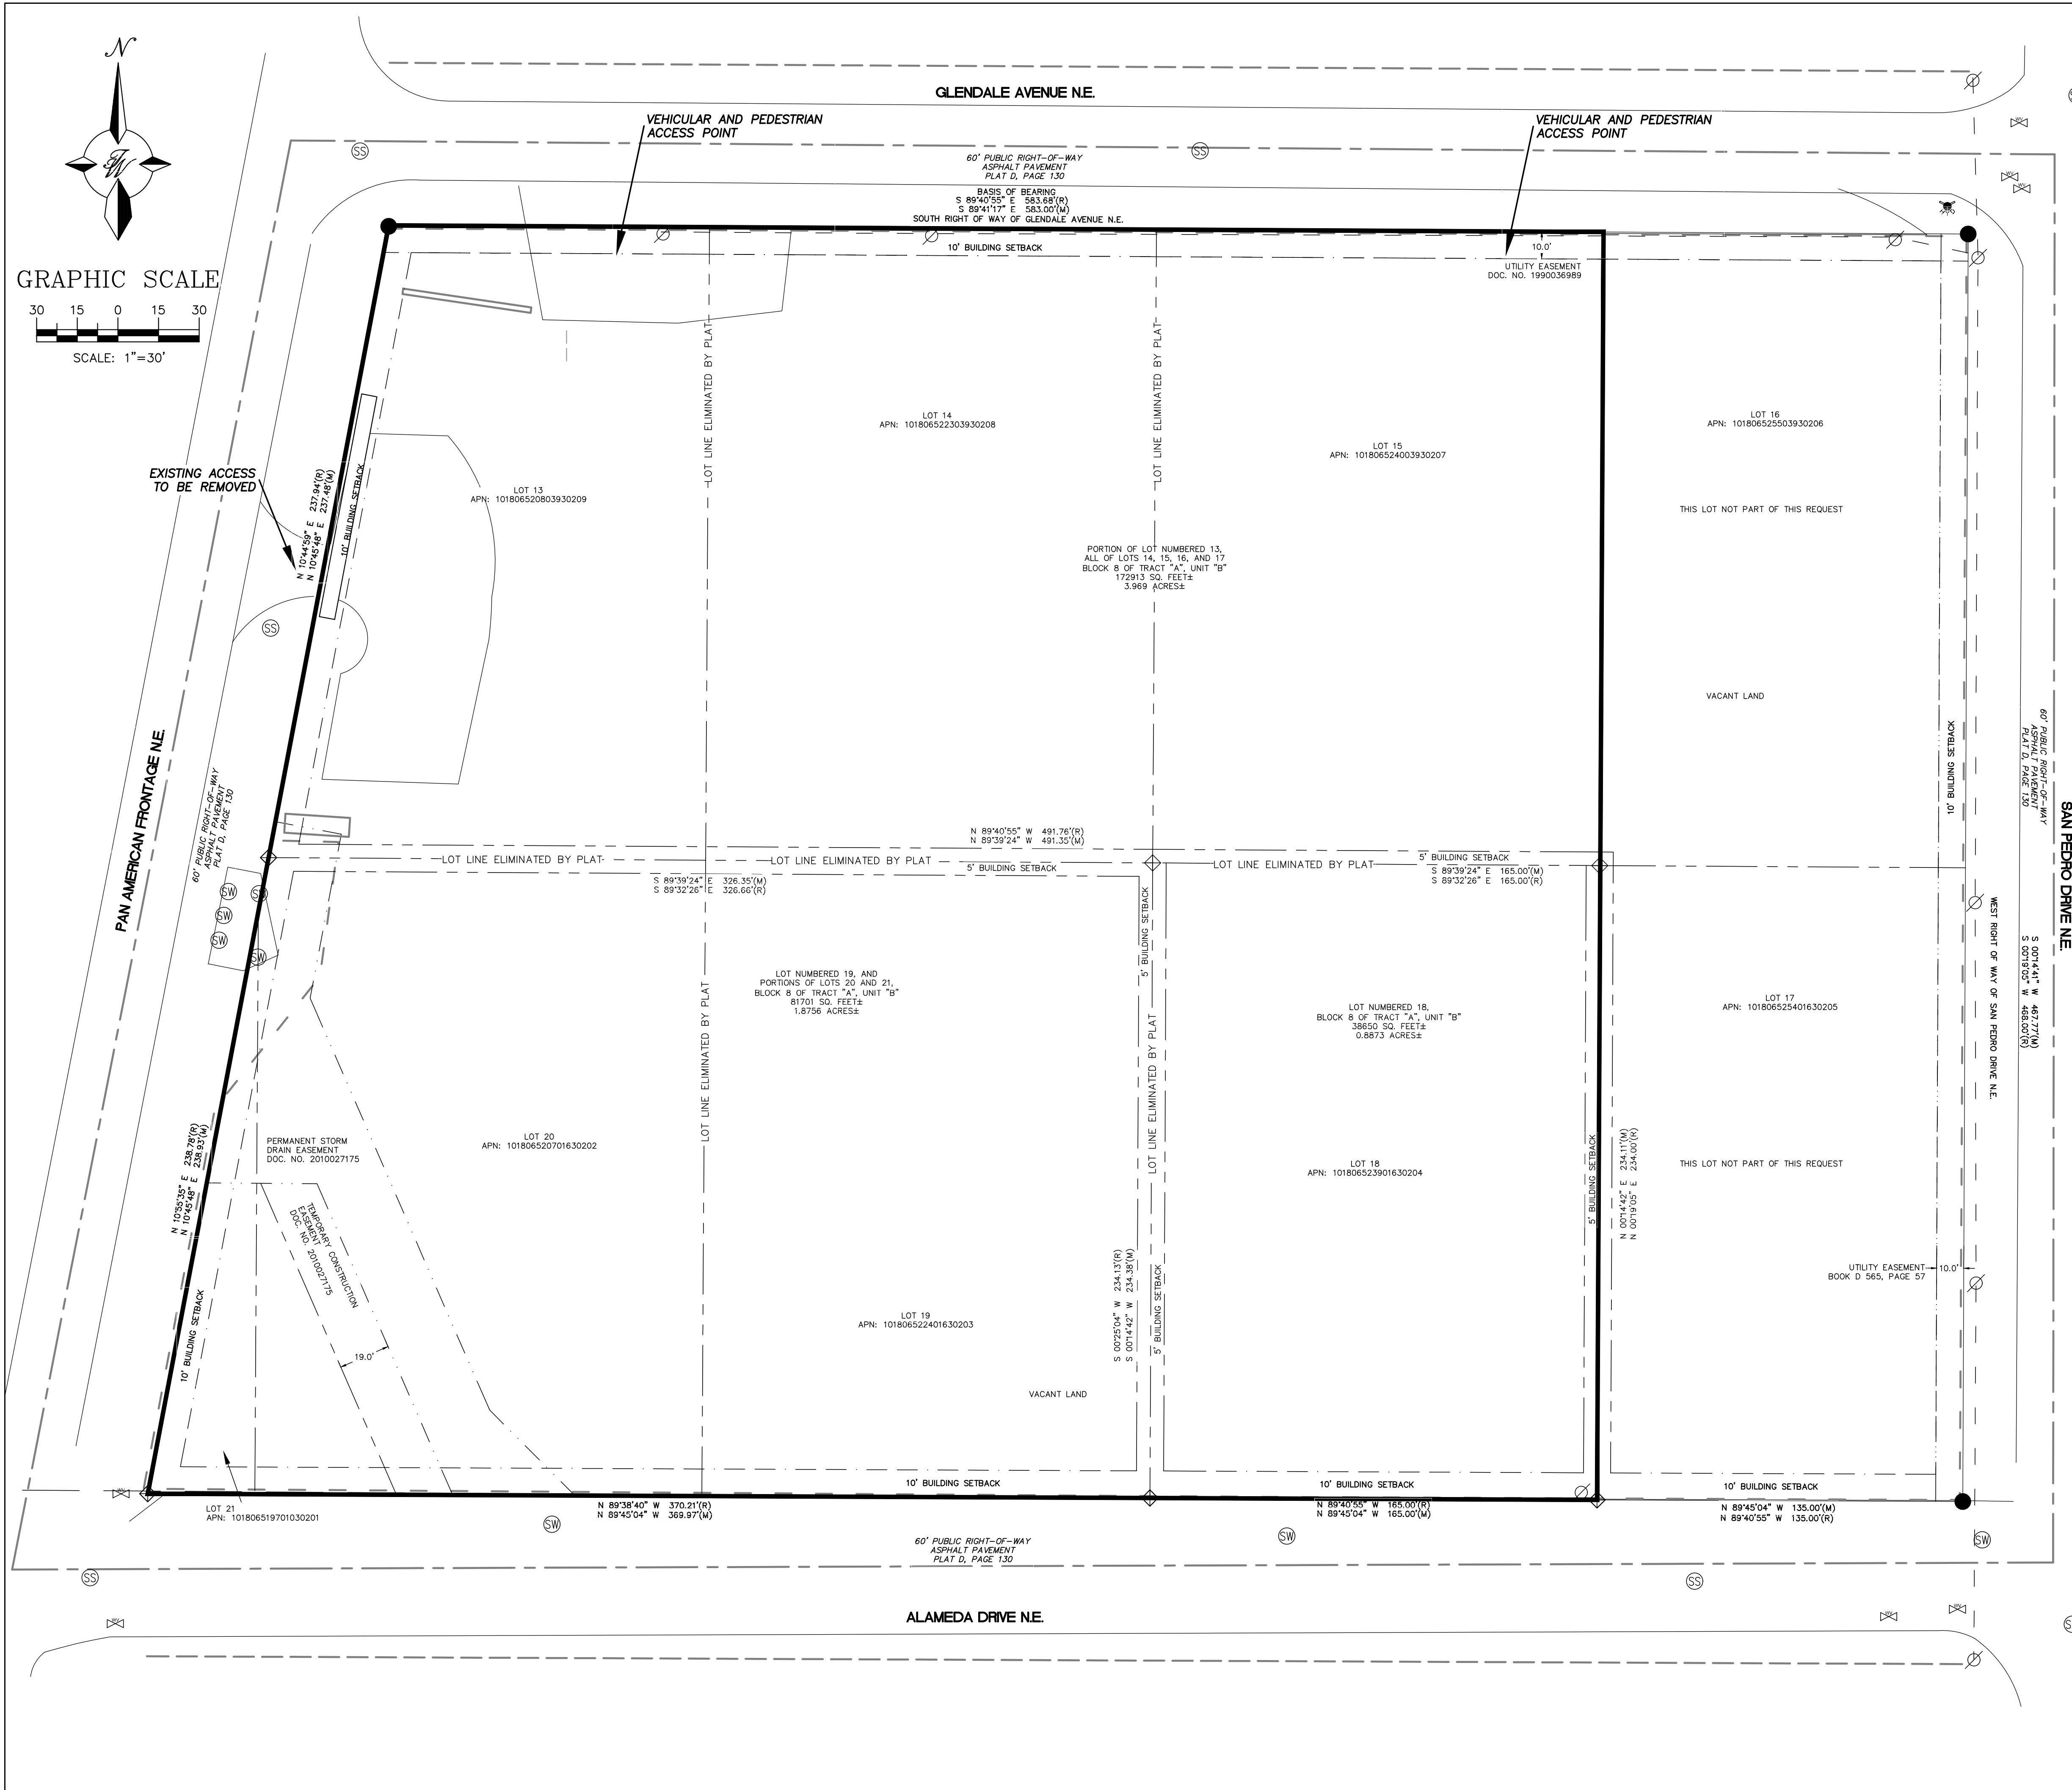 N
GLENDALE AVENUE N.E.
VEHICULAR AND PEDESTRIAN
ACCESS POINT
VEHICULAR AND PEDESTRIAN
ACCESS POINT
SS
SS
60' PUBLIC RIGHT-OF-WAY
ASPHALT PAVEMENT
PLAT D, PAGE 130
BASIS OF BEARING
S 89°40'55" E 583.68'(R)
S 89°41'17" E 583.00'(M)
SOUTH RIGHT OF WAY OF GLENDALE AVENUE N.E.
10' BUILDING SETBACK
10.0'
UTILITY EASEMENT
DOC. NO. 1990036989
GRAPHIC SCALE
30 15 0 15 30
SCALE: 1"=30'
LOT LINE ELIMINATED BY PLAT
LOT LINE ELIMINATED BY PLAT
LOT 14
APN: 101806522303930208
LOT 15
APN: 101806524003930207
LOT 16
APN: 101806525503930206
EXISTING ACCESS
TO BE REMOVED
N 10°44'59" E 237.94'(R)
N 10°45'48" E 237.48'(M)
10' BUILDING SETBACK
LOT 13
APN: 101806520803930209
THIS LOT NOT PART OF THIS REQUEST
PORTION OF LOT NUMBERED 13,
ALL OF LOTS 14, 15, 16, AND 17
BLOCK 8 OF TRACT "A", UNIT "B"
172913 SQ. FEET±
3.969 ACRES±
SS
VACANT LAND
PAN AMERICAN FRONTAGE N.E.
60' PUBLIC RIGHT-OF-WAY
ASPHALT PAVEMENT
PLAT D, PAGE 130
10' BUILDING SETBACK
60' PUBLIC RIGHT-OF-WAY
ASPHALT PAVEMENT
PLAT D, PAGE 130
SAN PEDRO DRIVE N.E.
N 89°40'55" W 491.76'(R)
N 89°39'24" W 491.35'(M)
LOT LINE ELIMINATED BY PLAT
LOT LINE ELIMINATED BY PLAT
LOT LINE ELIMINATED BY PLAT
5' BUILDING SETBACK
5' BUILDING SETBACK
S 89°39'24" E 326.35'(M)
S 89°32'26" E 326.66'(R)
S 89°39'24" E 165.00'(M)
S 89°32'26" E 165.00'(R)
SW
SW
SW
SW
SW
5' BUILDING SETBACK
WEST RIGHT OF WAY OF SAN PEDRO DRIVE N.E.
S 00°14'41" W 467.77'(M)
S 00°19'05" W 468.00'(R)
LOT NUMBERED 19, AND
PORTIONS OF LOTS 20 AND 21,
BLOCK 8 OF TRACT "A", UNIT "B"
81701 SQ. FEET±
1.8756 ACRES±
LOT NUMBERED 18,
BLOCK 8 OF TRACT "A", UNIT "B"
38650 SQ. FEET±
0.8873 ACRES±
LOT 17
APN: 101806525401630205
LOT LINE ELIMINATED BY PLAT
LOT LINE ELIMINATED BY PLAT
N 10°55'35" E 238.78'(R)
N 10°45'48" E 238.93'(M)
PERMANENT STORM
DRAIN EASEMENT
DOC. NO. 2010027175
LOT 20
APN: 101806520701630202
LOT 18
APN: 101806523901630204
5' BUILDING SETBACK
N 00°14'42" E 234.11'(M)
N 00°19'05" E 234.00'(R)
THIS LOT NOT PART OF THIS REQUEST
TEMPORARY CONSTRUCTION
EASEMENT
DOC. NO. 2010027175
S 00°25'04" W 234.13'(R)
S 00°14'42" W 234.38'(M)
5' BUILDING SETBACK
UTILITY EASEMENT
BOOK D 565, PAGE 57
10.0'
LOT 19
APN: 101806522401630203
10' BUILDING SETBACK
19.0'
VACANT LAND
10' BUILDING SETBACK
10' BUILDING SETBACK
10' BUILDING SETBACK
LOT 21
APN: 101806519701030201
N 89°38'40" W 370.21'(R)
N 89°45'04" W 369.97'(M)
N 89°40'55" W 165.00'(R)
N 89°45'04" W 165.00'(M)
N 89°45'04" W 135.00'(M)
N 89°40'55" W 135.00'(R)
SW
SW
SW
60' PUBLIC RIGHT-OF-WAY
ASPHALT PAVEMENT
PLAT D, PAGE 130
SS
SS
ALAMEDA DRIVE N.E.